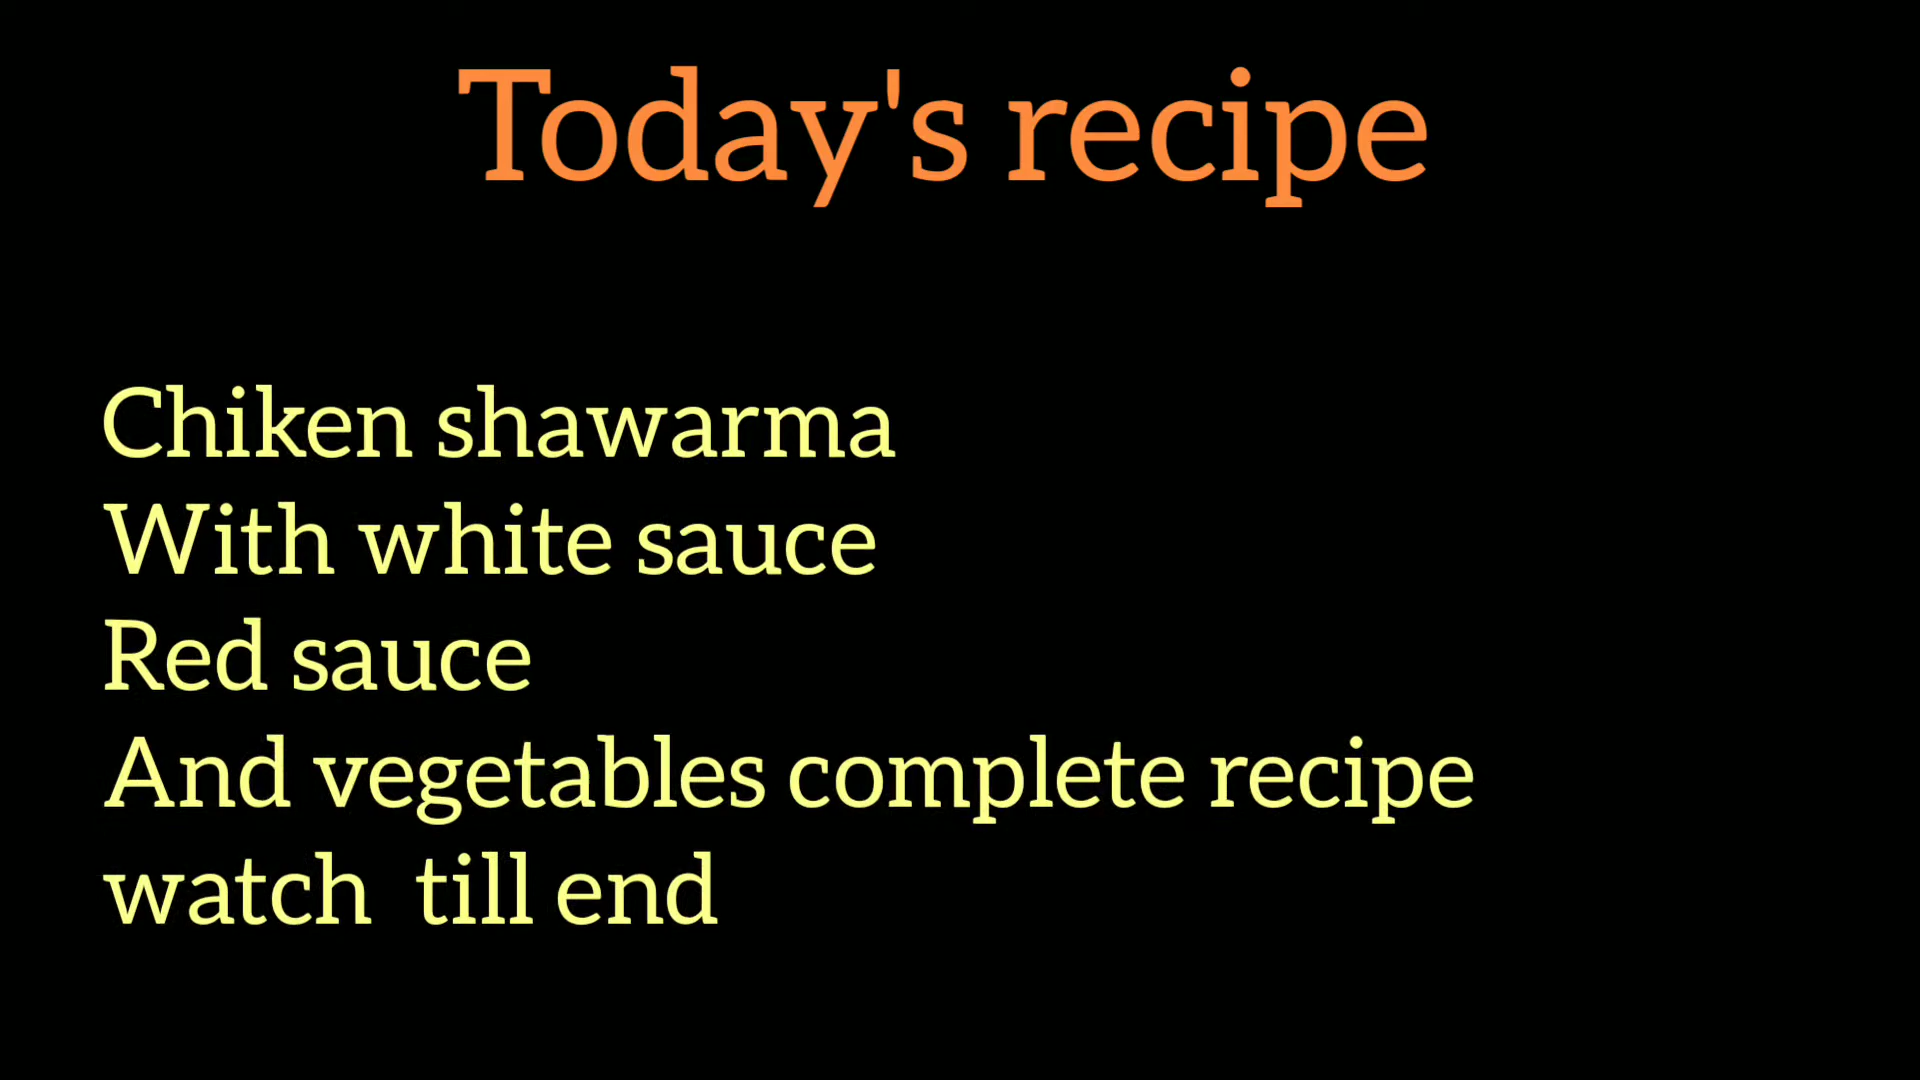 Today's recipe
Chiken shawarma
With white sauce
Red sauce
And vegetables complete recipe
watch  till end